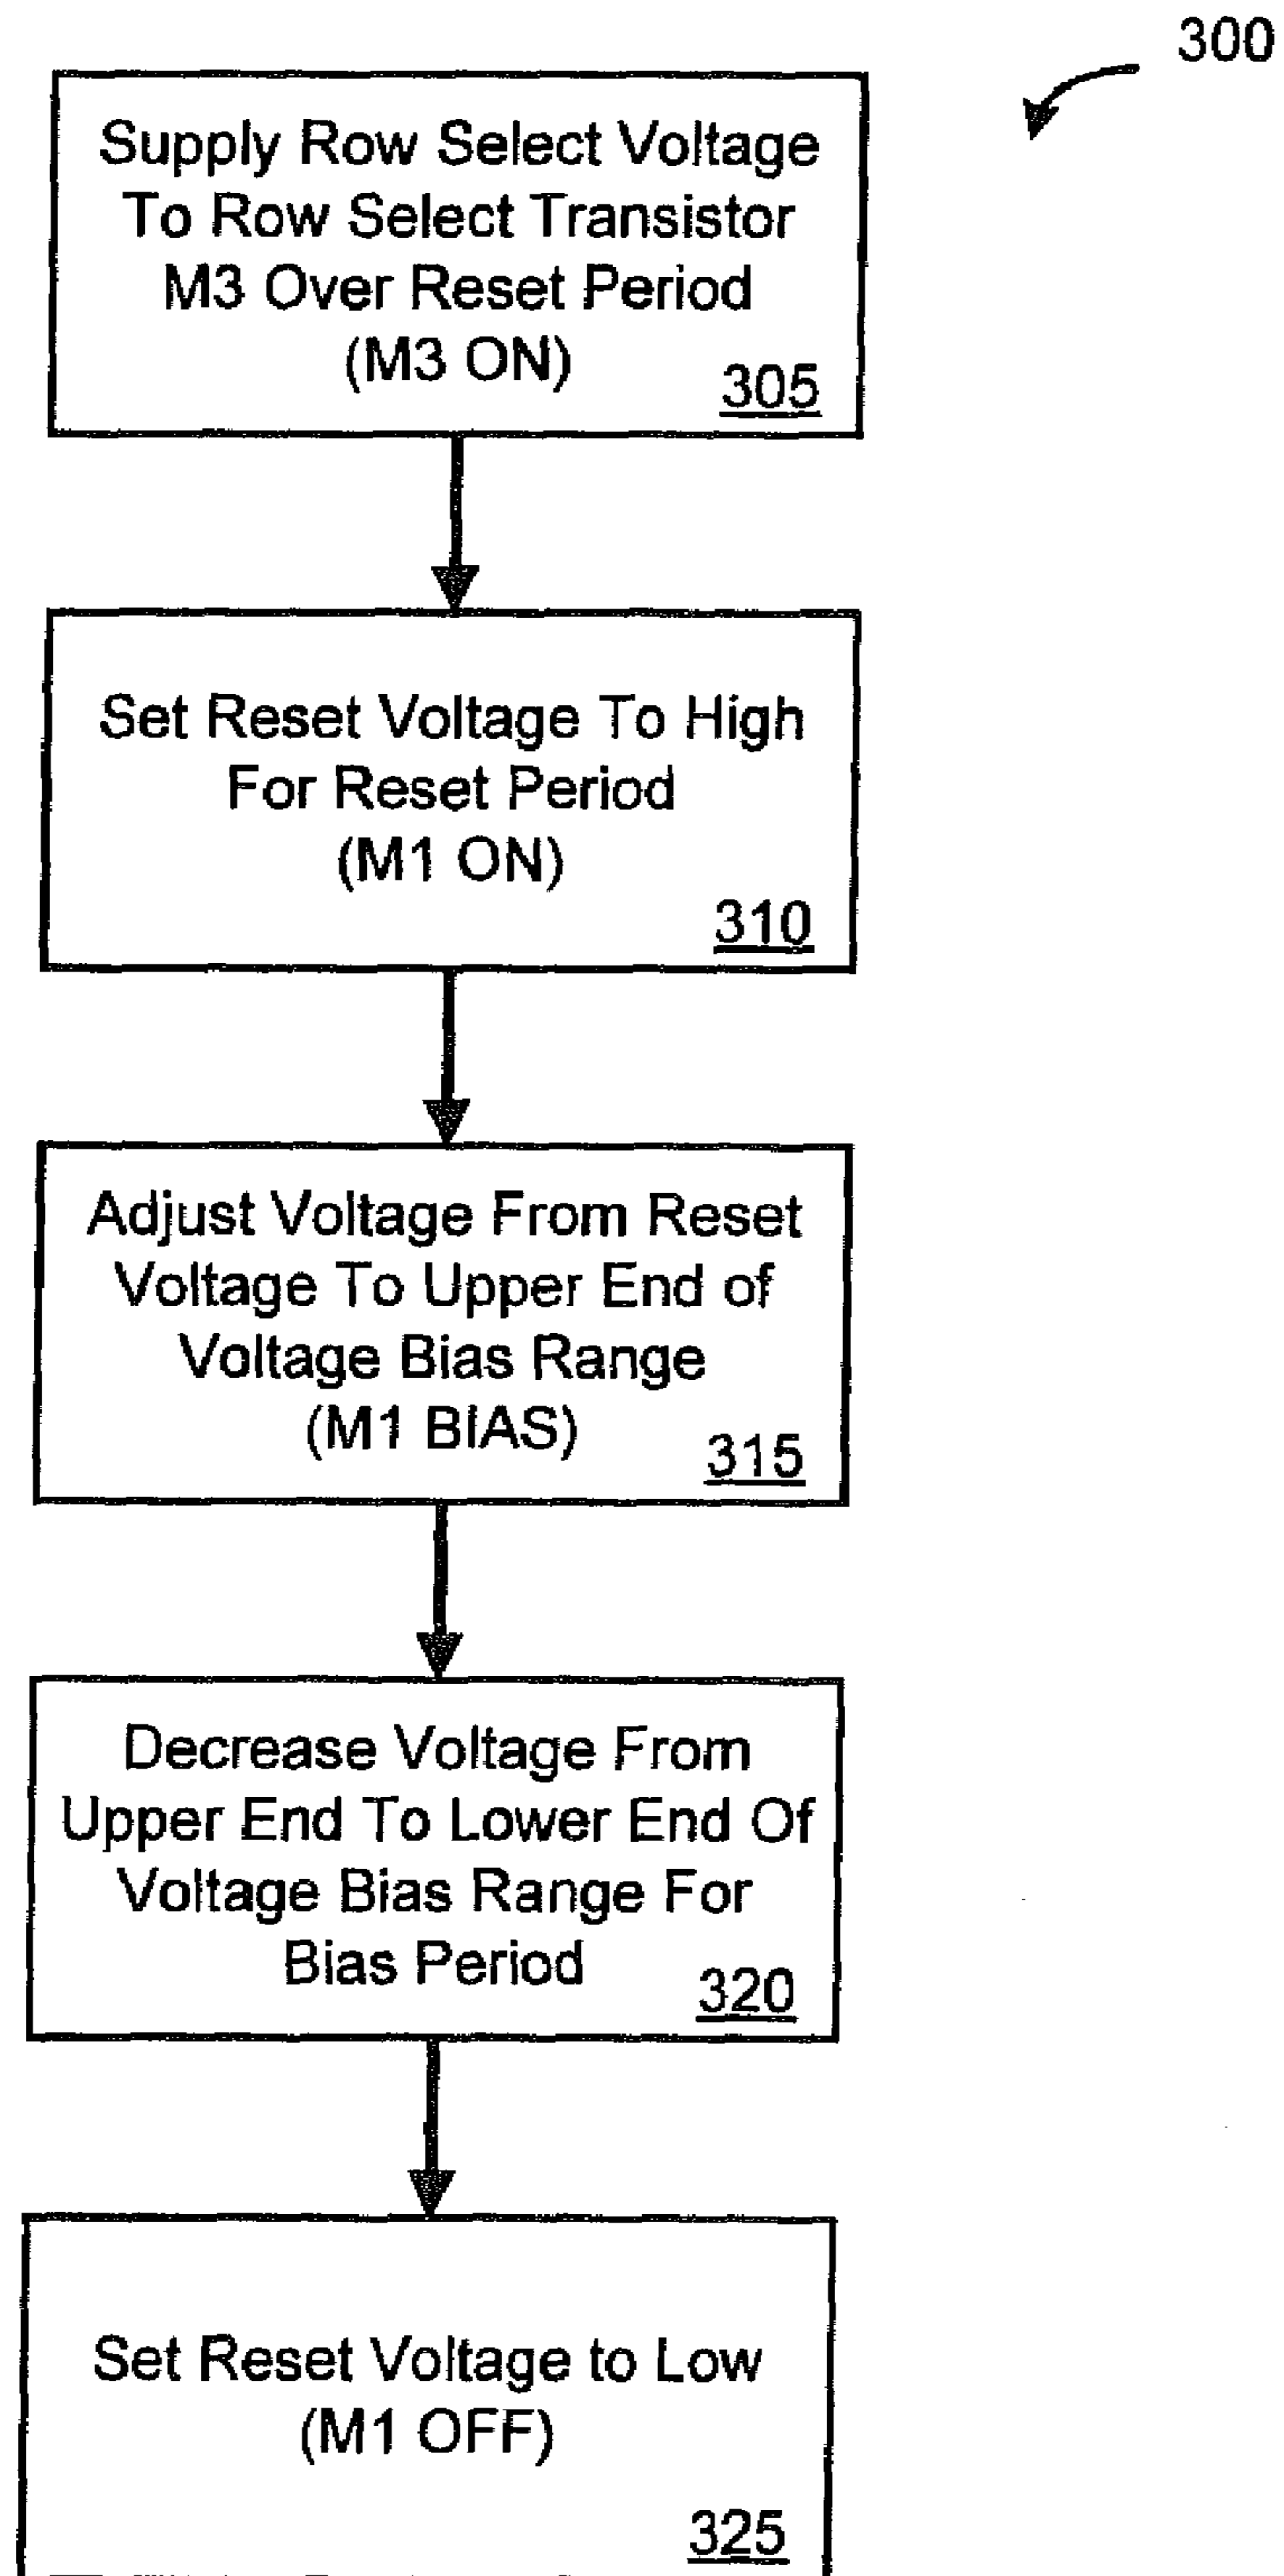 300
Supply Row Select Voltage
To Row Select Transistor
M3 Over Reset Period
(M3 ON)
305
Set Reset Voltage To High
For Reset Period
(M1 ON)
310
Adjust Voltage From Reset
Voltage To Upper End of
Voltage Bias Range
(M1 BIAS)
315
Decrease Voltage From
Upper End To Lower End Of
Voltage Bias Range For
Bias Period
320
Set Reset Voltage to Low
(M1 OFF)
325